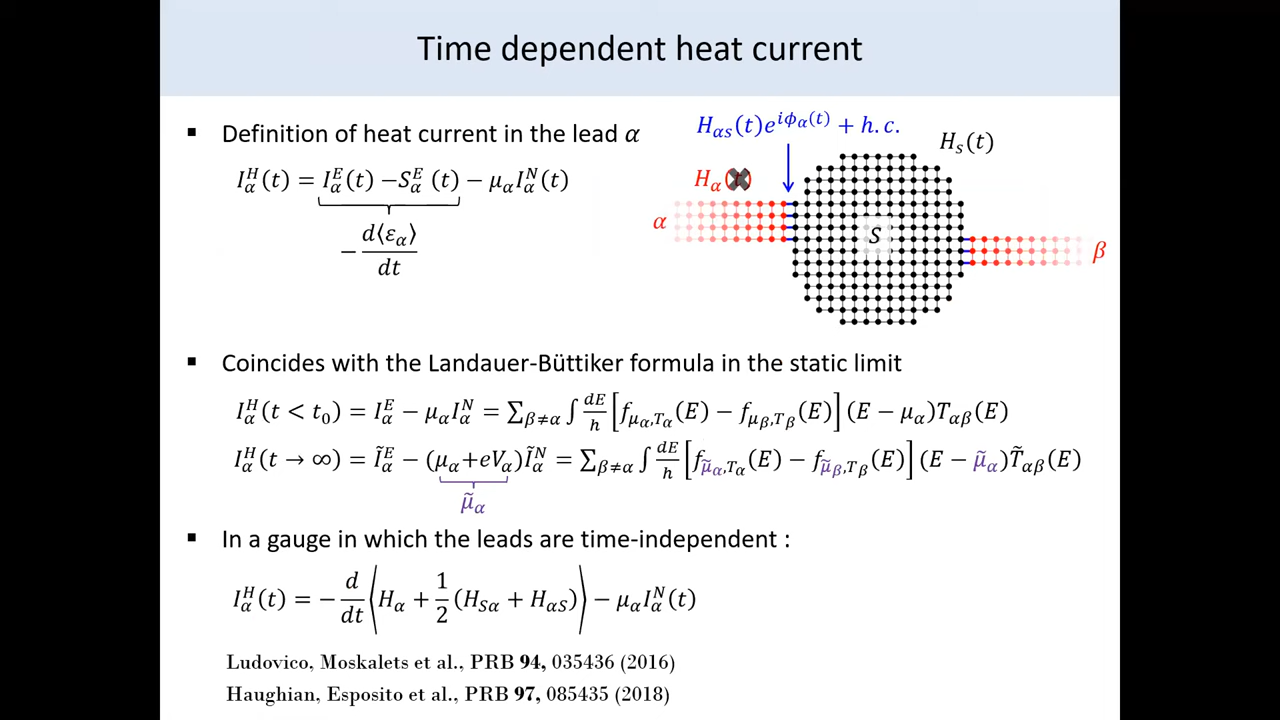 Time dependent heat current
▪ Definition of heat current in the lead α
I_α^H(t) = I_α^E(t) −S_α^E (t) − μ_α I_α^N(t)
− d⟨ε_α⟩/dt
H_{αs}(t)e^{iϕ_α(t)} + h.c.
H_s(t)
H_α(t)
α
S
β
▪ Coincides with the Landauer-Büttiker formula in the static limit
I_α^H(t < t_0) = I_α^E − μ_α I_α^N = ∑_{β≠α} ∫ dE/h [f_{μ_α,T_α}(E) − f_{μ_β,T_β}(E)] (E − μ_α)T_{αβ}(E)
I_α^H(t → ∞) = Ĩ_α^E − (μ_α+eV_α)Ĩ_α^N = ∑_{β≠α} ∫ dE/h [f_{μ̃_α,T_α}(E) − f_{μ̃_β,T_β}(E)] (E − μ̃_α)T̃_{αβ}(E)
μ̃_α
▪ In a gauge in which the leads are time-independent :
I_α^H(t) = − d/dt ⟨H_α + 1/2 (H_{Sα} + H_{αS})⟩ − μ_α I_α^N(t)
Ludovico, Moskalets et al., PRB 94, 035436 (2016)
Haughian, Esposito et al., PRB 97, 085435 (2018)